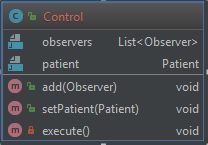 C Control
observers List<Observer>
patient Patient
m add(Observer) void
m setPatient(Patient) void
m execute() void